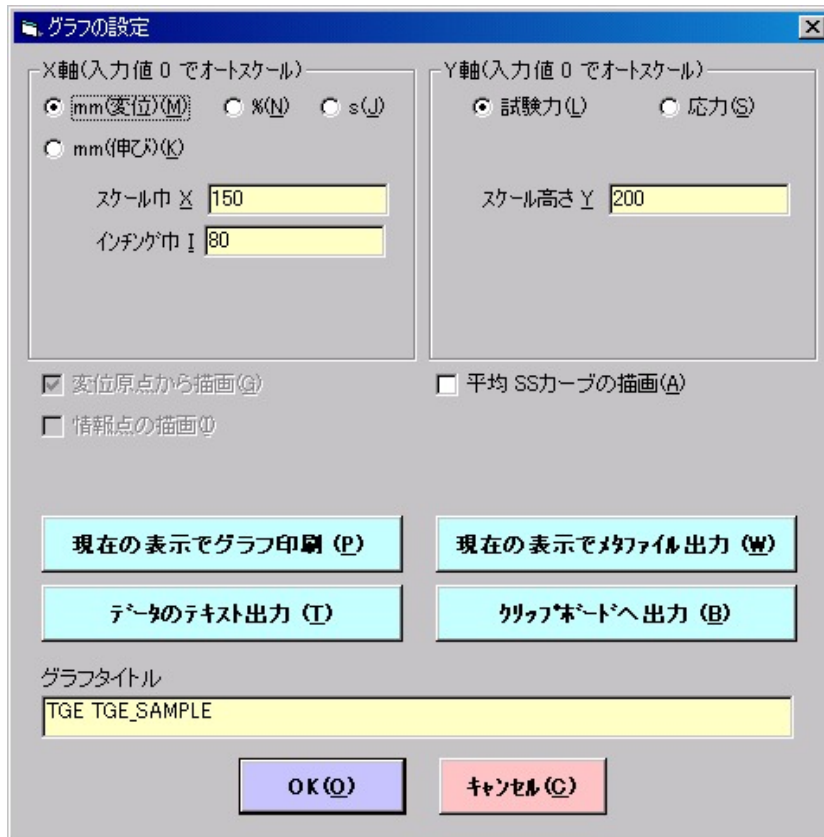 グラフの設定
X軸(入力値 0 でオートスケール)
Y軸(入力値 0 でオートスケール)
mm(変位)(M) %(N) s(J)
試験力(L) 応力(S)
mm(伸び)(K)
スケール巾 X 150
スケール高さ Y 200
インチング巾 I 80
変位原点から描画(G)
平均 SSカーブの描画(A)
情報点の描画(I)
現在の表示でグラフ印刷 (P)
現在の表示でメタファイル出力 (W)
データのテキスト出力 (T)
クリップボードへ出力 (B)
グラフタイトル
TGE TGE_SAMPLE
OK(O)
キャンセル(C)